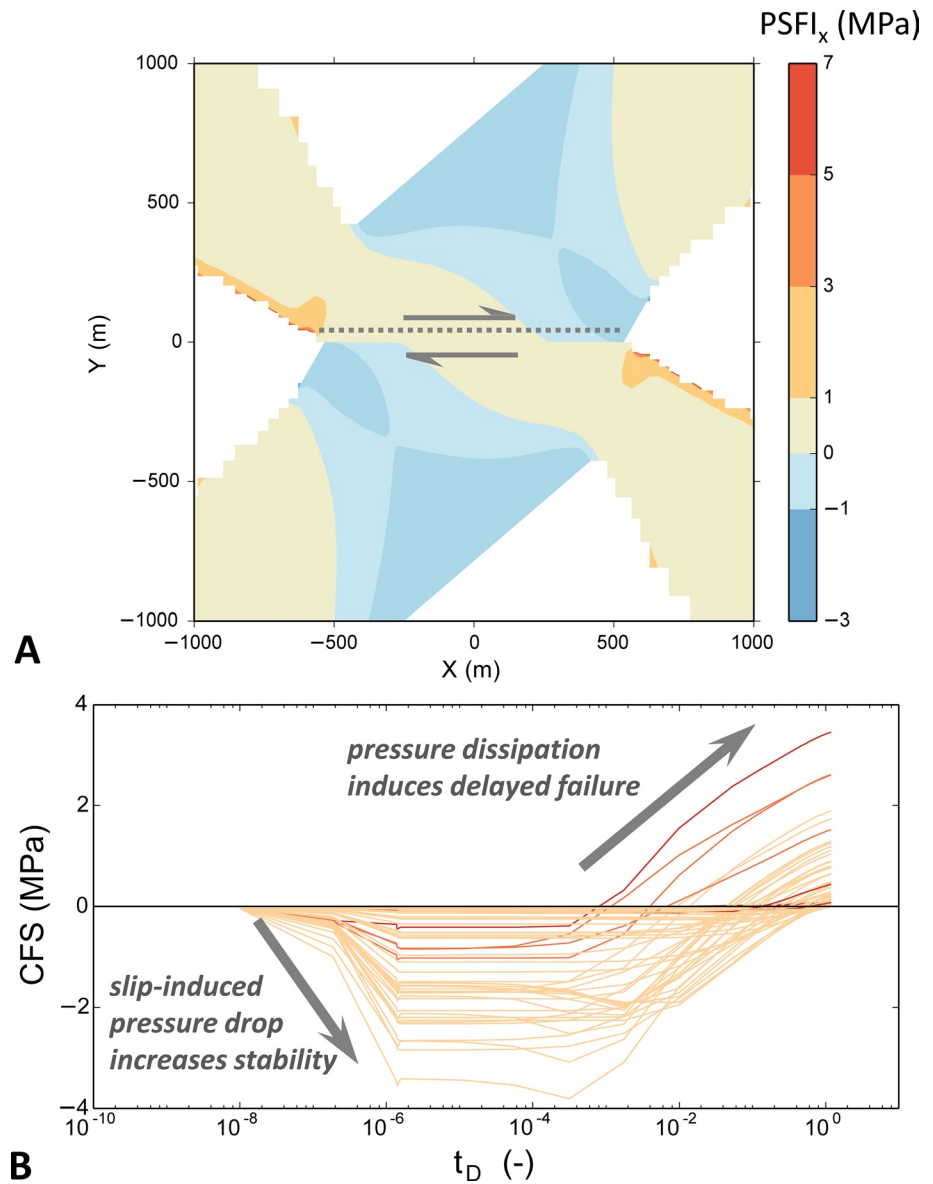 PSFIx (MPa)
1000
500
0
−500
−1000
Y (m)
−1000
−500
0
500
1000
X (m)
7
5
3
1
0
−1
−3
A
4
2
0
−2
−4
CFS (MPa)
pressure dissipation
induces delayed failure
slip-induced
pressure drop
increases stability
10^-10
10^-8
10^-6
10^-4
10^-2
10^0
tD (-)
B